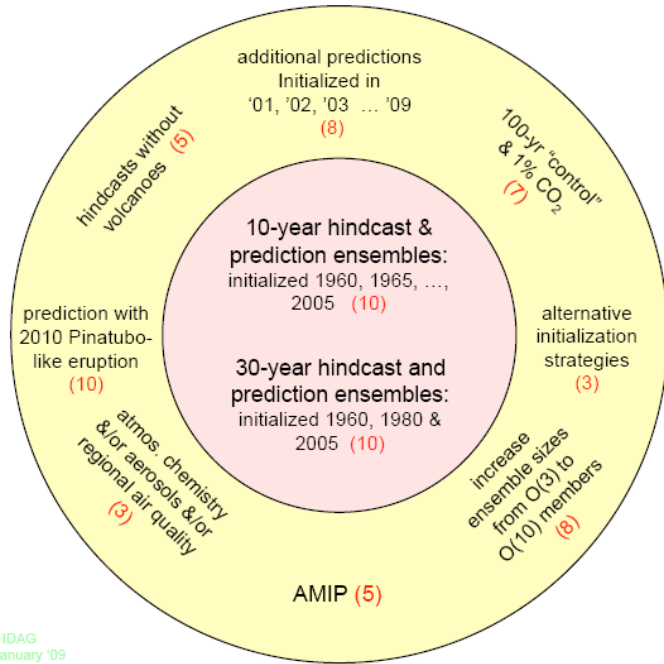 additional predictions
Initialized in
‘01, ’02, ’03 … ’09
(8)
hindcasts without
volcanoes (5)
100-yr “control”
& 1% CO₂
(7)
10-year hindcast &
prediction ensembles:
initialized 1960, 1965, …,
2005 (10)
30-year hindcast and
prediction ensembles:
initialized 1960, 1980 &
2005 (10)
prediction with
2010 Pinatubo-
like eruption
(10)
alternative
initialization
strategies
(3)
atmos. chemistry
&/or aerosols &/or
regional air quality
(3)
increase
ensemble sizes
from O(3) to
O(10) members
(8)
AMIP (5)
IDAG
anuary ‘09